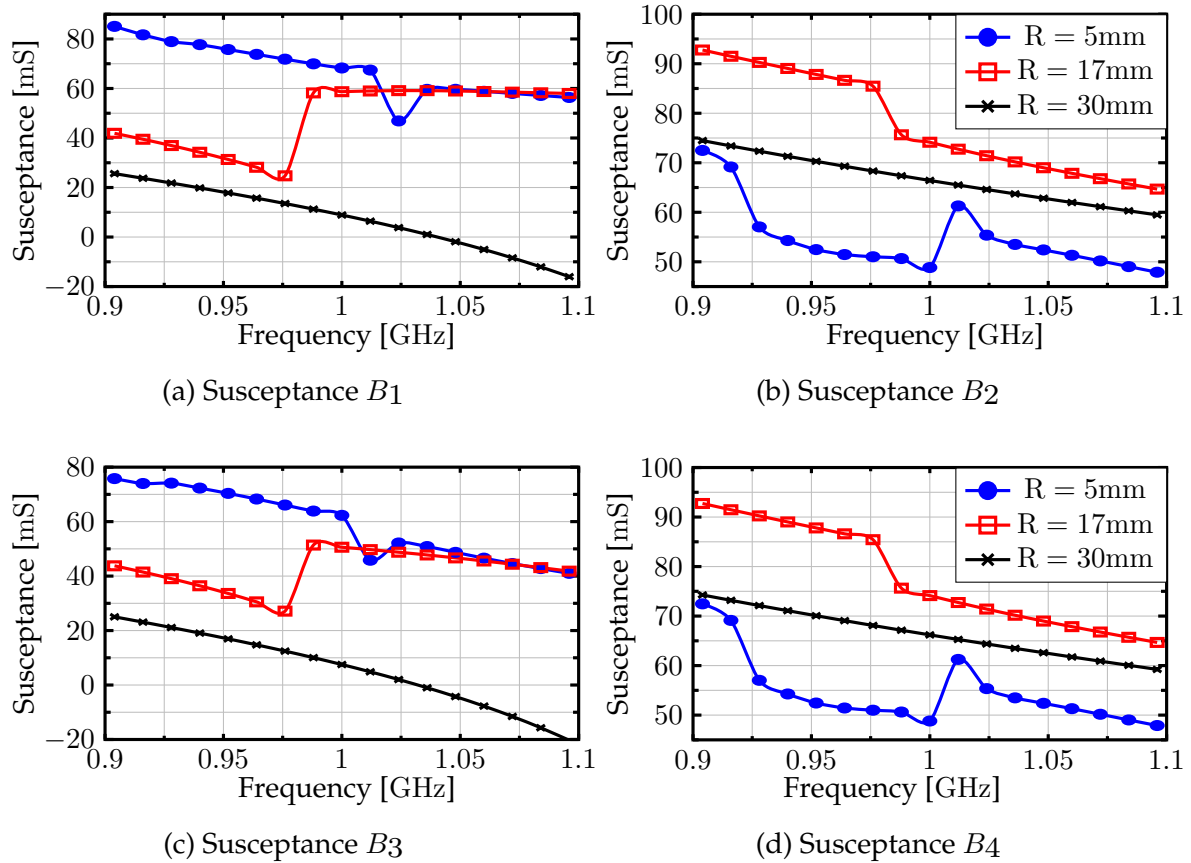 80
60
40
20
0
−20
0.9
0.95
1
1.05
1.1
Susceptance [mS]
Frequency [GHz]
(a) Susceptance B1
100
90
80
70
60
50
0.9
0.95
1
1.05
1.1
Susceptance [mS]
Frequency [GHz]
R = 5mm
R = 17mm
R = 30mm
(b) Susceptance B2
80
60
40
20
0
−20
0.9
0.95
1
1.05
1.1
Susceptance [mS]
Frequency [GHz]
(c) Susceptance B3
100
90
80
70
60
50
0.9
0.95
1
1.05
1.1
Susceptance [mS]
Frequency [GHz]
R = 5mm
R = 17mm
R = 30mm
(d) Susceptance B4